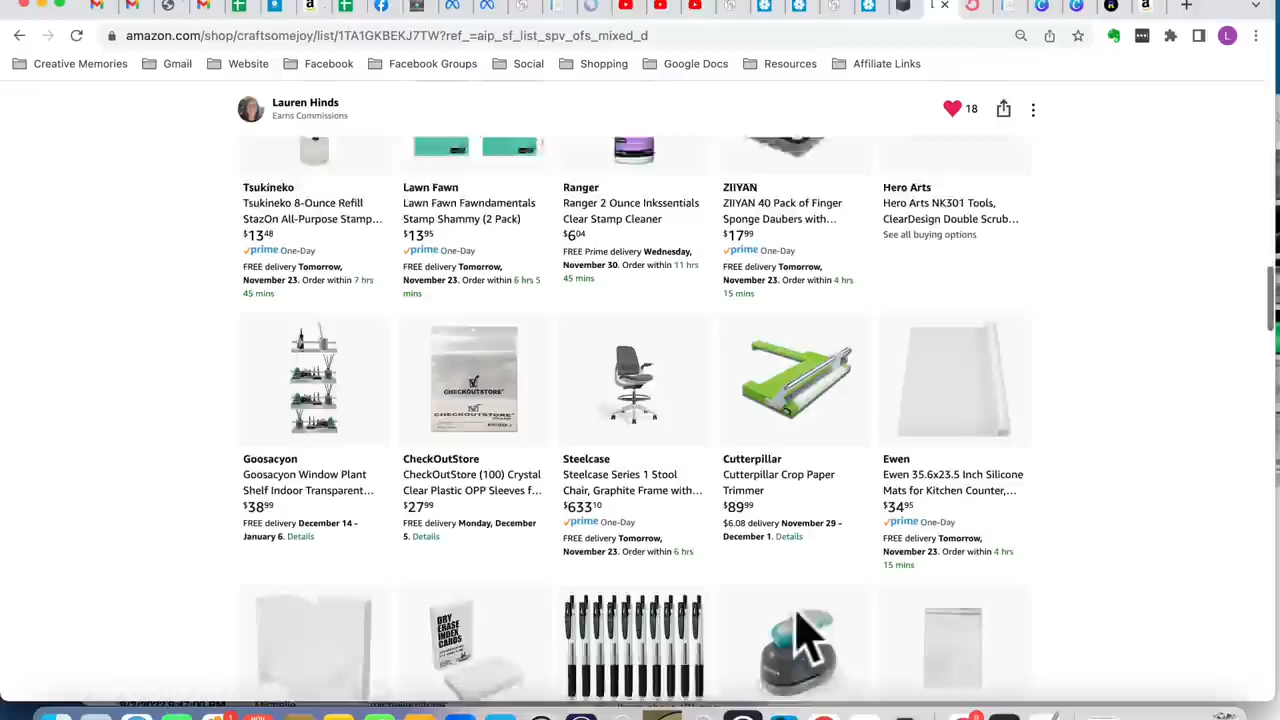 amazon.com/shop/craftsomejoy/list/1TA1GKBEKJ7TW?ref_=aip_sf_list_spv_ofs_mixed_d
Creative Memories Gmail Website Facebook Facebook Groups Social Shopping Google Docs Resources Affiliate Links
Lauren Hinds
Earns Commissions
18
Tsukineko
Tsukineko 8-Ounce Refill
StazOn All-Purpose Stamp...
$13 48
prime One-Day
FREE delivery Tomorrow,
November 23. Order within 7 hrs
45 mins
Lawn Fawn
Lawn Fawn Fawndamentals
Stamp Shammy (2 Pack)
$13 95
prime One-Day
FREE delivery Tomorrow,
November 23. Order within 6 hrs 5
mins
Ranger
Ranger 2 Ounce Inkssentials
Clear Stamp Cleaner
$6 04
FREE Prime delivery Wednesday,
November 30. Order within 11 hrs
45 mins
ZIIYAN
ZIIYAN 40 Pack of Finger
Sponge Daubers with...
$17 99
prime One-Day
FREE delivery Tomorrow,
November 23. Order within 4 hrs
15 mins
Hero Arts
Hero Arts NK301 Tools,
ClearDesign Double Scrub...
See all buying options
Goosacyon
Goosacyon Window Plant
Shelf Indoor Transparent...
$38 99
FREE delivery December 14 -
January 6. Details
CHECKOUTSTORE
CHECKOUTSTORE
CheckOutStore
CheckOutStore (100) Crystal
Clear Plastic OPP Sleeves f...
$27 99
FREE delivery Monday, December
5. Details
Steelcase
Steelcase Series 1 Stool
Chair, Graphite Frame with...
$633 10
prime One-Day
FREE delivery Tomorrow,
November 23. Order within 6 hrs
Cutterpillar
Cutterpillar Crop Paper
Trimmer
$89 99
$6.08 delivery November 29 -
December 1. Details
Ewen
Ewen 35.6x23.5 Inch Silicone
Mats for Kitchen Counter,...
$34 95
prime One-Day
FREE delivery Tomorrow,
November 23. Order within 4 hrs
15 mins
DRY
ERASE
INDEX
CARDS